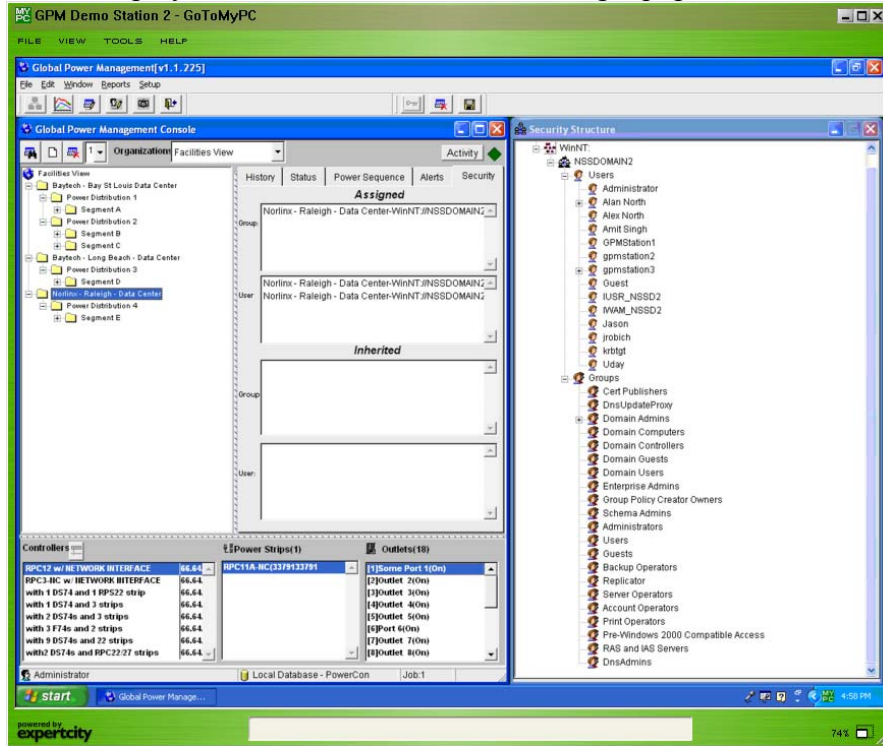 GPM Demo Station 2 - GoToMyPC
FILE VIEW TOOLS HELP
Global Power Management[v1.1.225]
File Edit Window Reports Setup
Global Power Management Console
1
Organization:
Facilities View
Activity
Facilities View
Baytech - Bay St Louis Data Center
Power Distribution 1
Segment A
Power Distribution 2
Segment B
Segment C
Baytech - Long Beach - Data Center
Power Distribution 3
Segment D
Norlinx - Raleigh - Data Center
Power Distribution 4
Segment E
History Status Power Sequence Alerts Security
Assigned
Group:
Norlinx - Raleigh - Data Center-WinNT://NSSDOMAIN2
User
Norlinx - Raleigh - Data Center-WinNT://NSSDOMAIN2
Norlinx - Raleigh - Data Center-WinNT://NSSDOMAIN2
Inherited
Group
User:
Controllers
RPC12 w/ NETWORK INTERFACE 66.64.
RPC3-NC w/ NETWORK INTERFACE 66.64.
with 1 DS74 and 1 RPS22 strip 66.64.
with 1 DS74 and 3 strips 66.64.
with 2 DS74s and 3 strips 66.64.
with 3 F74s and 2 strips 66.64.
with 9 DS74s and 22 strips 66.64.
with2 DS74s and RPC22/27 strips 66.64.
Power Strips(1)
RPC11A-NC(3379133791
Outlets(18)
[1]Some Port 1(On)
[2]Outlet 2(On)
[3]Outlet 3(On)
[4]Outlet 4(On)
[5]Outlet 5(On)
[6]Port 6(On)
[7]Outlet 7(On)
[8]Outlet 8(On)
Administrator
Local Database - PowerCon
Job:1
Security Structure
WinNT:
NSSDOMAIN2
Users
Administrator
Alan North
Alex North
Amit Singh
GPMStation1
gpmstation2
gpmstation3
Guest
IUSR_NSSD2
IWAM_NSSD2
Jason
jrobich
krbtgt
Uday
Groups
Cert Publishers
DnsUpdateProxy
Domain Admins
Domain Computers
Domain Controllers
Domain Guests
Domain Users
Enterprise Admins
Group Policy Creator Owners
Schema Admins
Administrators
Users
Guests
Backup Operators
Replicator
Server Operators
Account Operators
Print Operators
Pre-Windows 2000 Compatible Access
RAS and IAS Servers
DnsAdmins
start
Global Power Manage...
4:58 PM
powered by
expertcity
74%